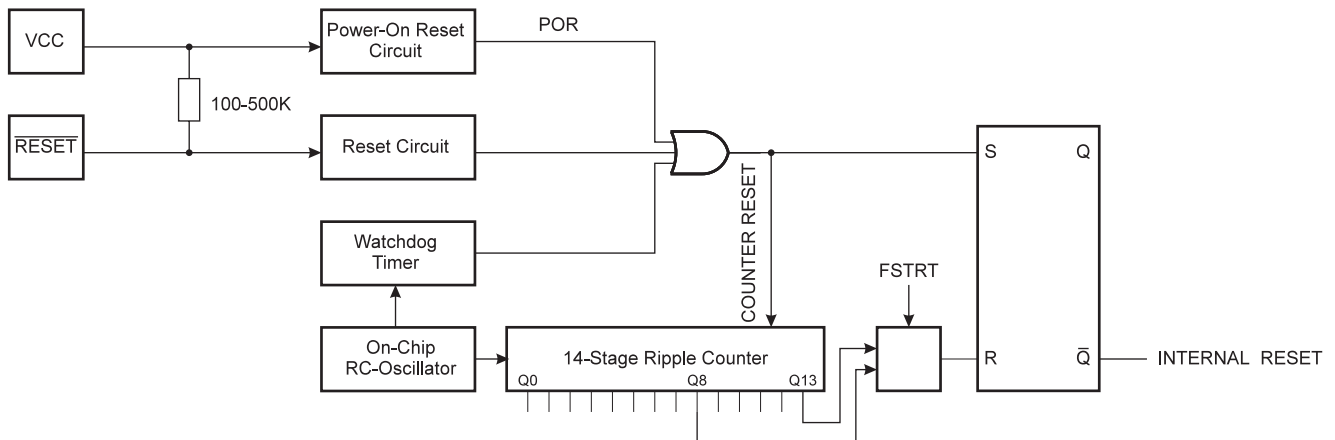 VCC
Power-On Reset
Circuit
POR
100-500K
RESET
Reset Circuit
S
Q
COUNTER RESET
Watchdog
Timer
FSTRT
On-Chip
RC-Oscillator
14-Stage Ripple Counter
Q0
Q8
Q13
R
Q̅
INTERNAL RESET